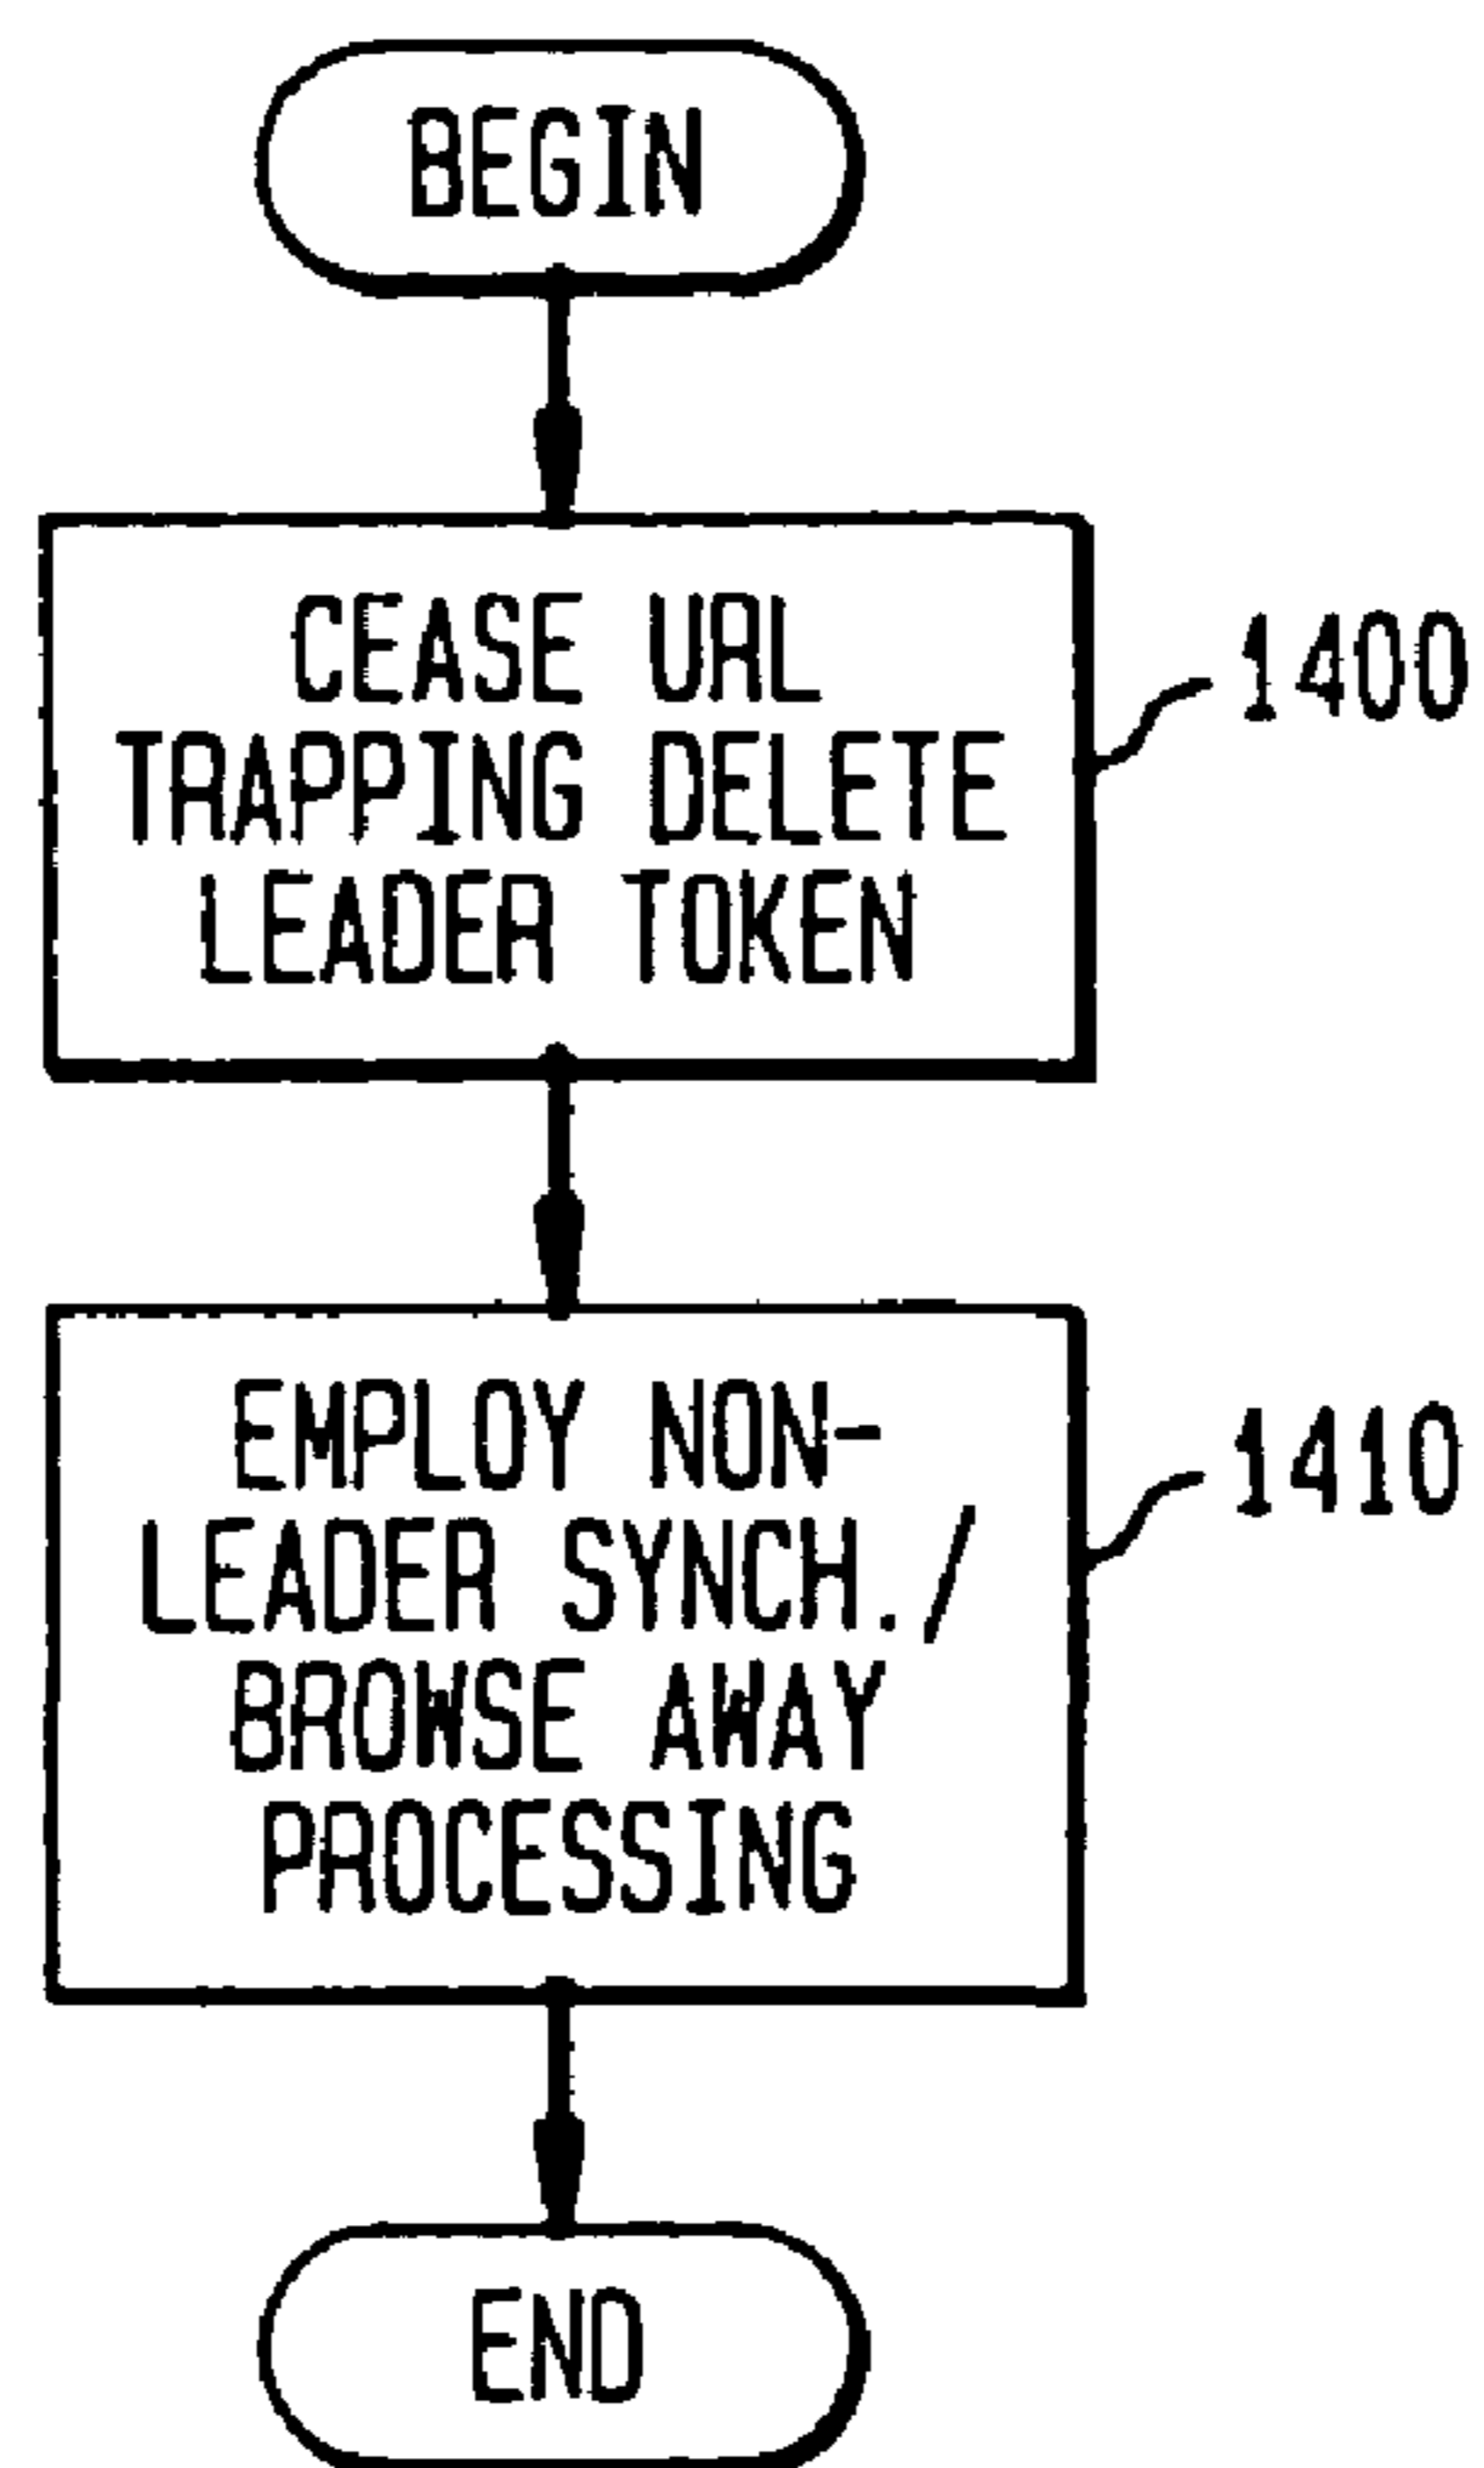 BEGIN
CEASE URL
TRAPPING DELETE
LEADER TOKEN
1400
EMPLOY NON-
LEADER SYNCH./
BROWSE AWAY
PROCESSING
1410
END